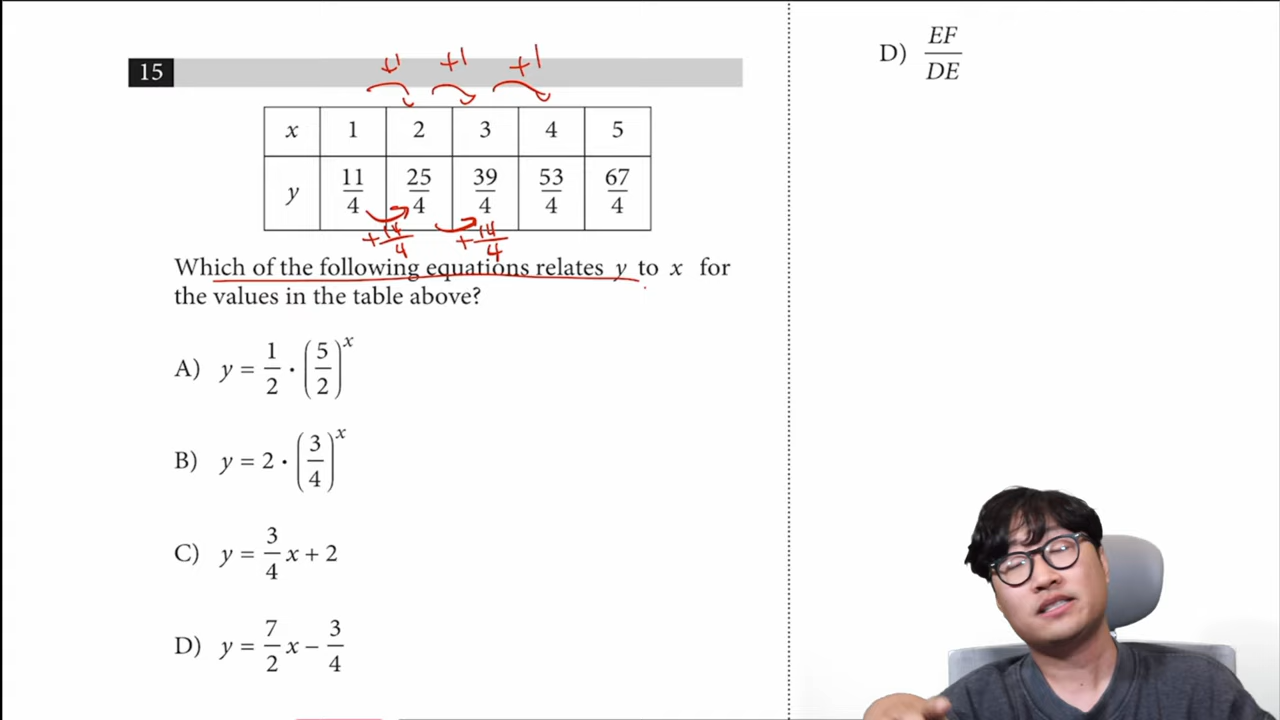 15
+1 +1 +1
x 1 2 3 4 5
y 11/4 25/4 39/4 53/4 67/4
+14/4 +14/4
Which of the following equations relates y to x for
the values in the table above?
A) y = 1/2 · (5/2)^x
B) y = 2 · (3/4)^x
C) y = 3/4 x + 2
D) y = 7/2 x − 3/4
D) EF/DE